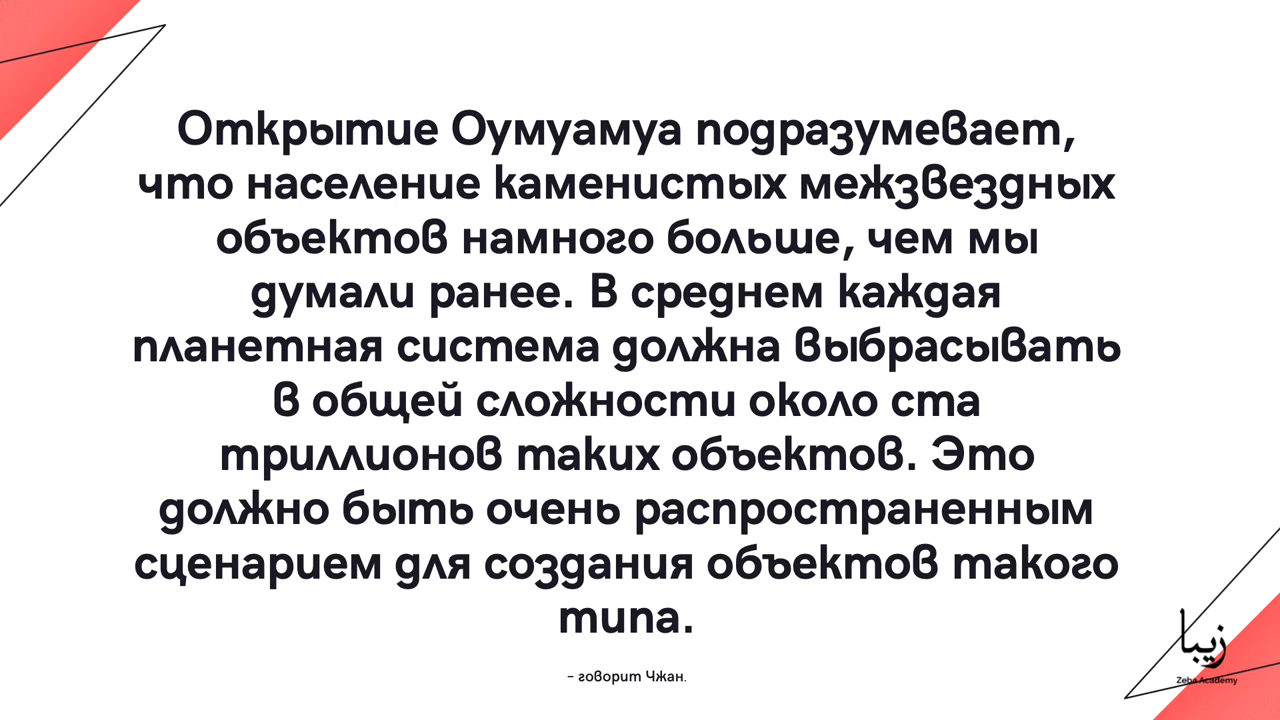 Открытие Оумуамуа подразумевает,
что население каменистых межзвездных
объектов намного больше, чем мы
думали ранее. В среднем каждая
планетная система должна выбрасывать
в общей сложности около ста
триллионов таких объектов. Это
должно быть очень распространенным
сценарием для создания объектов такого
типа.
– говорит Чжан.
زیبا
Zeba Academy